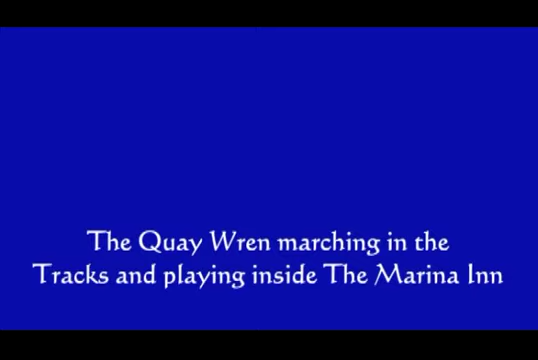 The Quay Wren marching in the
Tracks and playing inside The Marina Inn